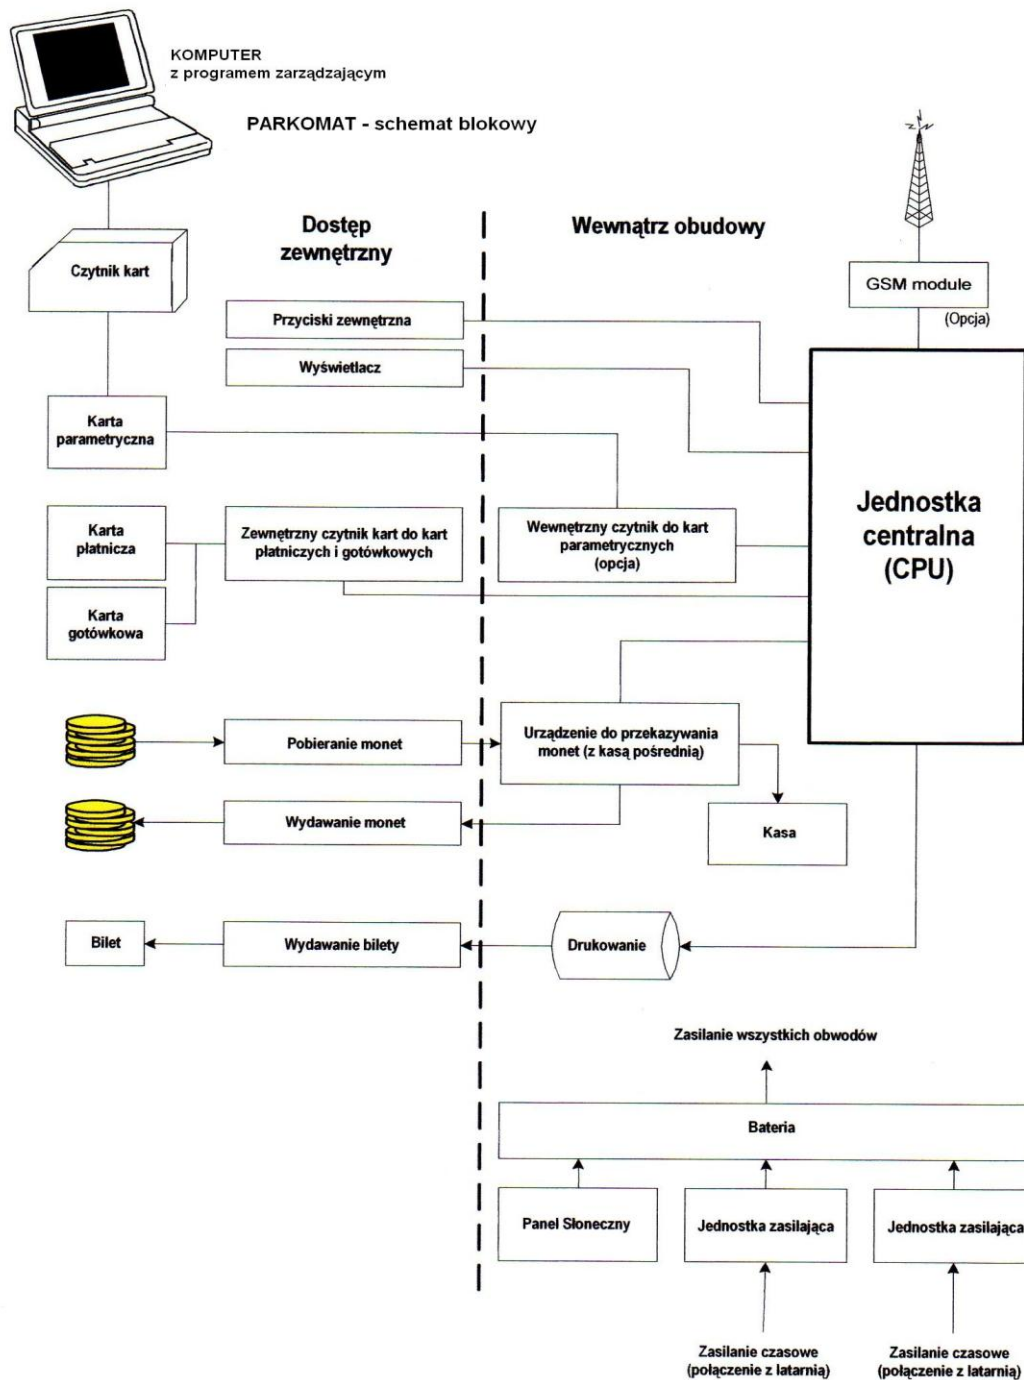 KOMPUTER
z programem zarządzającym
PARKOMAT - schemat blokowy
Dostęp
zewnętrzny
Wewnątrz obudowy
Czytnik kart
GSM module
(Opcja)
Przyciski zewnętrzna
Wyświetlacz
Karta
parametryczna
Jednostka
centralna
(CPU)
Karta
płatnicza
Zewnętrzny czytnik kart do kart
płatniczych i gotówkowych
Wewnętrzny czytnik do kart
parametrycznych
(opcja)
Karta
gotówkowa
Pobieranie monet
Urządzenie do przekazywania
monet (z kasą pośrednią)
Wydawanie monet
Kasa
Bilet
Wydawanie bilety
Drukowanie
Zasilanie wszystkich obwodów
Bateria
Panel Słoneczny
Jednostka zasilająca
Jednostka zasilająca
Zasilanie czasowe
(połączenie z latarnią)
Zasilanie czasowe
(połączenie z latarnią)